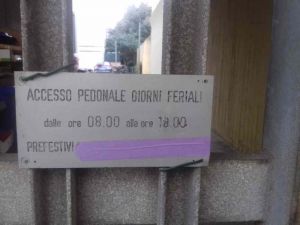 ACCESSO PEDONALE GIORNI FERIALI
dalle ore 08.00 alle ore 18.00
PREFESTIVI